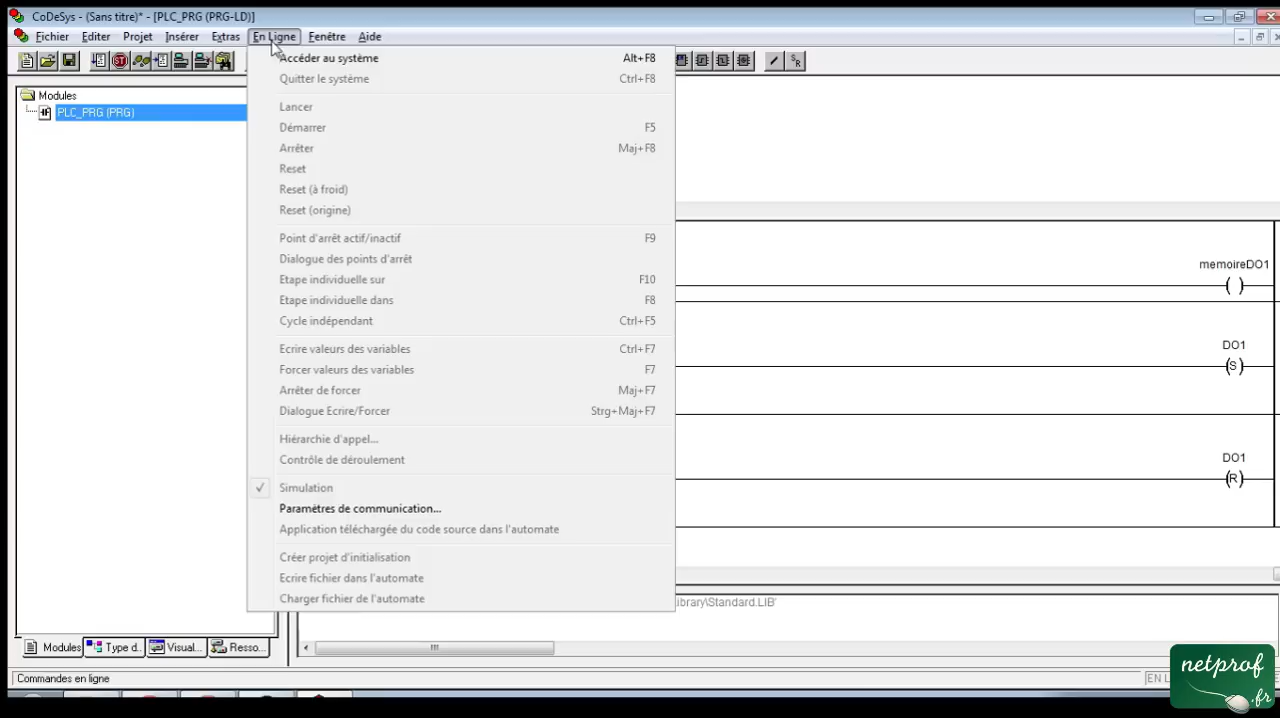 CoDeSys - (Sans titre)* - [PLC_PRG (PRG-LD)]
Fichier Editer Projet Insérer Extras En Ligne Fenêtre Aide
Modules
PLC_PRG (PRG)
Accéder au système Alt+F8
Quitter le système Ctrl+F8
Lancer
Démarrer F5
Arrêter Maj+F8
Reset
Reset (à froid)
Reset (origine)
Point d'arrêt actif/inactif F9
Dialogue des points d'arrêt
Etape individuelle sur F10
Etape individuelle dans F8
Cycle indépendant Ctrl+F5
Ecrire valeurs des variables Ctrl+F7
Forcer valeurs des variables F7
Arrêter de forcer Maj+F7
Dialogue Ecrire/Forcer Strg+Maj+F7
Hiérarchie d'appel...
Contrôle de déroulement
Simulation
Paramètres de communication...
Application téléchargée du code source dans l'automate
Créer projet d'initialisation
Ecrire fichier dans l'automate
Charger fichier de l'automate
memoireDO1
( )
DO1
(S)
DO1
(R)
ibrary\Standard.LIB'
Modules Type d. Visual... Resso...
Commandes en ligne
EN L
netprof
.fr